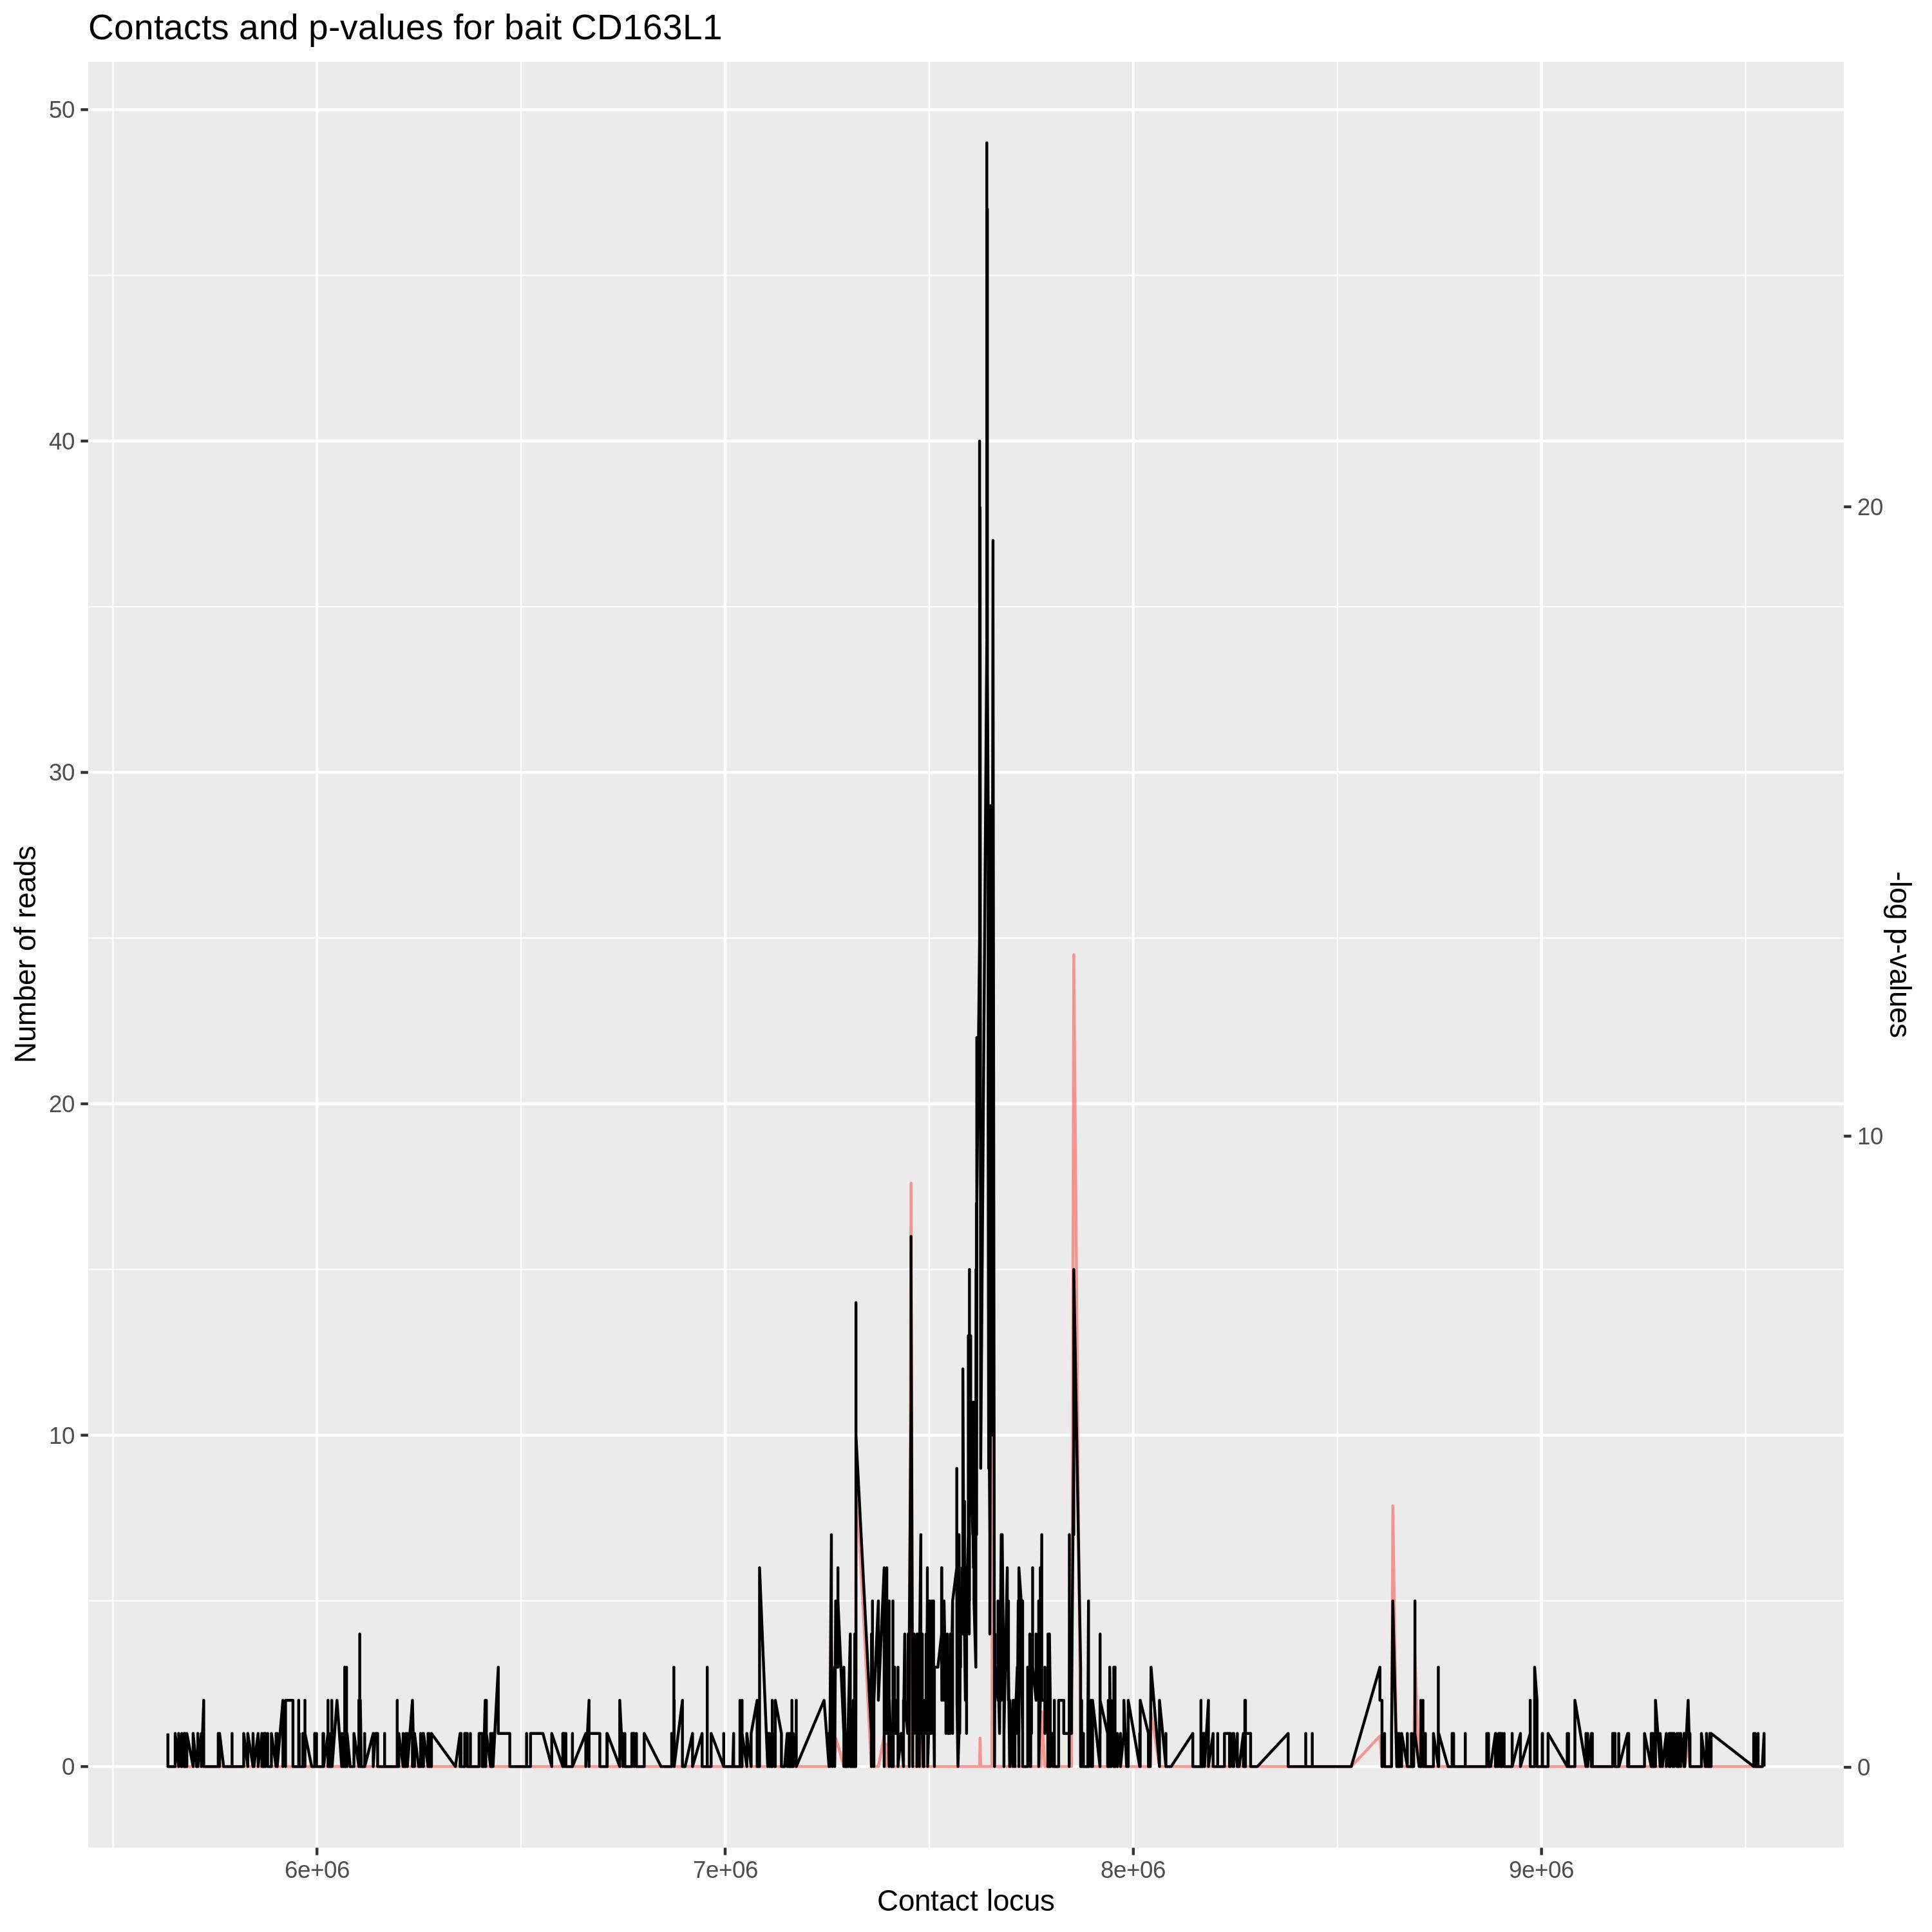 Contacts and p-values for bait CD163L1
50
40
30
20
10
0
Number of reads
20
10
0
-log p-values
6e+06
7e+06
8e+06
9e+06
Contact locus